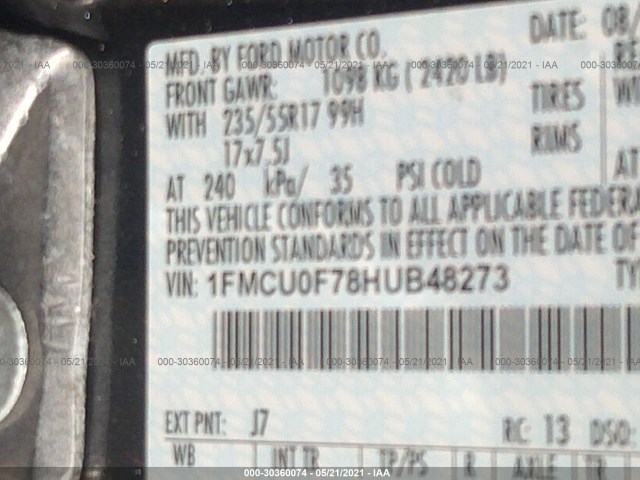 MFD. BY FORD MOTOR CO.
DATE: 08/
FRONT GAWR: 1098 KG ( 2420 LB)
WITH 235/55R17 99H
TIRES
17x7.5J
RIMS
AT 240 kPa/ 35 PSI COLD
AT
THIS VEHICLE CONFORMS TO ALL APPLICABLE FEDERA
PREVENTION STANDARDS IN EFFECT ON THE DATE OF
VIN: 1FMCU0F78HUB48273
TY
EXT PNT: J7
RC: 13 DSO:
WB INT TR TP/PS R AXLE TR
000-30360074 - 05/21/2021 - IAA